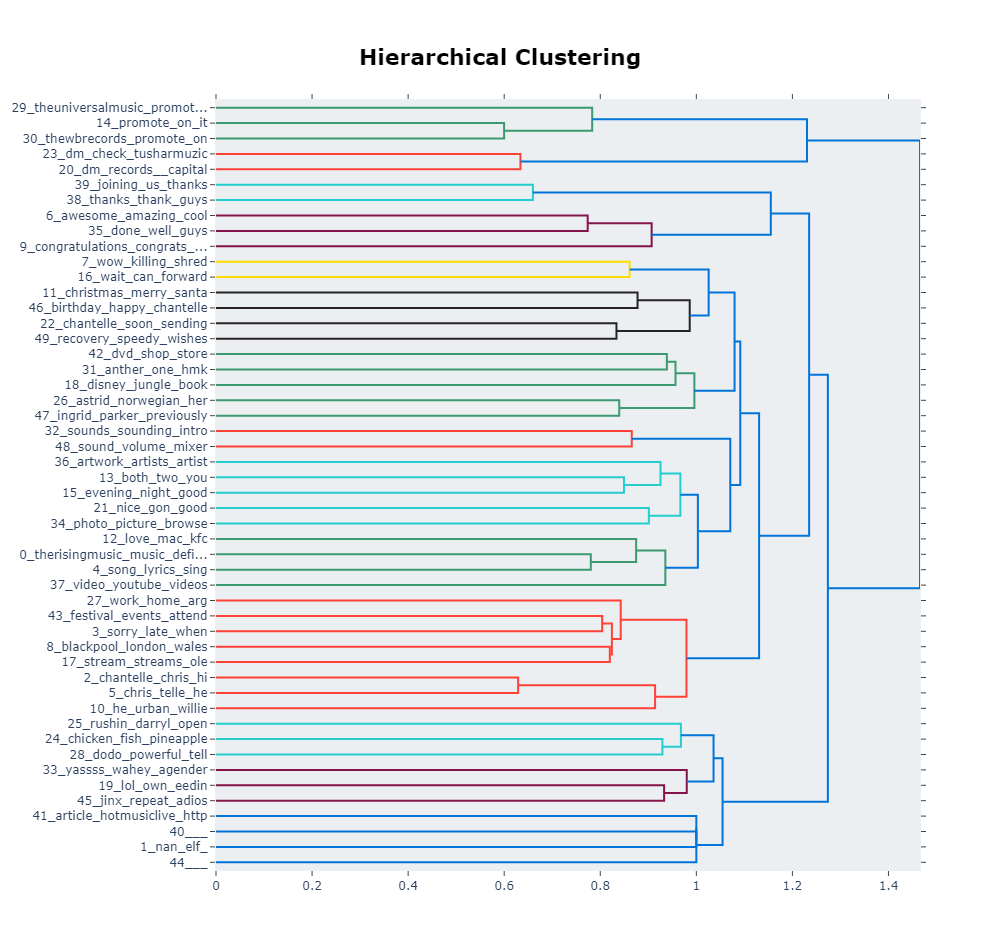 Hierarchical Clustering
29_theuniversalmusic_promot...
14_promote_on_it
30_thewbrecords_promote_on
23_dm_check_tusharmuzic
20_dm_records__capital
39_joining_us_thanks
38_thanks_thank_guys
6_awesome_amazing_cool
35_done_well_guys
9_congratulations_congrats_...
7_wow_killing_shred
16_wait_can_forward
11_christmas_merry_santa
46_birthday_happy_chantelle
22_chantelle_soon_sending
49_recovery_speedy_wishes
42_dvd_shop_store
31_anther_one_hmk
18_disney_jungle_book
26_astrid_norwegian_her
47_ingrid_parker_previously
32_sounds_sounding_intro
48_sound_volume_mixer
36_artwork_artists_artist
13_both_two_you
15_evening_night_good
21_nice_gon_good
34_photo_picture_browse
12_love_mac_kfc
0_therisingmusic_music_defi...
4_song_lyrics_sing
37_video_youtube_videos
27_work_home_arg
43_festival_events_attend
3_sorry_late_when
8_blackpool_london_wales
17_stream_streams_ole
2_chantelle_chris_hi
5_chris_telle_he
10_he_urban_willie
25_rushin_darryl_open
24_chicken_fish_pineapple
28_dodo_powerful_tell
33_yassss_wahey_agender
19_lol_own_eedin
45_jinx_repeat_adios
41_article_hotmusiclive_http
40___
1_nan_elf_
44___
0 0.2 0.4 0.6 0.8 1 1.2 1.4